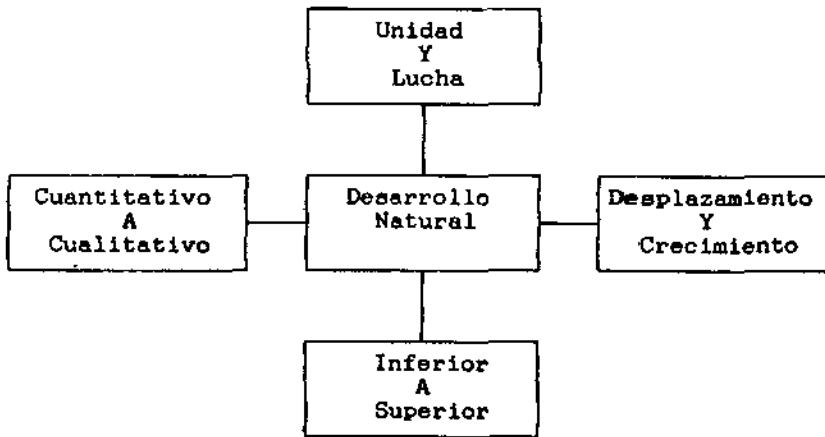 Unidad
Y
Lucha
Cuantitativo
A
Cualitativo
Desarrollo
Natural
Desplazamiento
Y
Crecimiento
Inferior
A
Superior